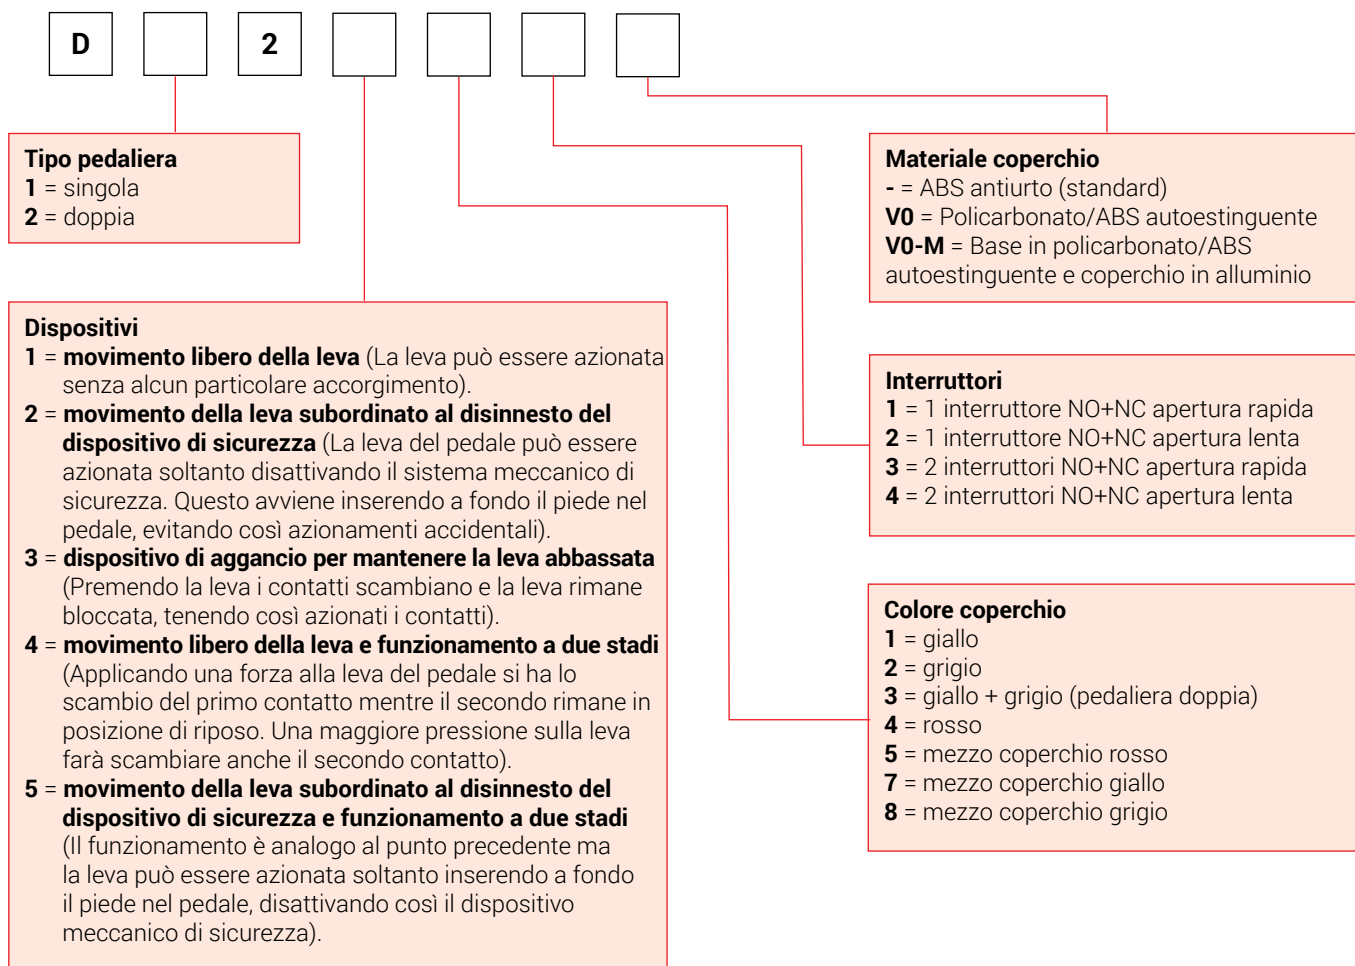 D 2
Tipo pedaliera
1 = singola
2 = doppia
Dispositivi
1 = movimento libero della leva (La leva può essere azionata
senza alcun particolare accorgimento).
2 = movimento della leva subordinato al disinnesto del
dispositivo di sicurezza (La leva del pedale può essere
azionata soltanto disattivando il sistema meccanico di
sicurezza. Questo avviene inserendo a fondo il piede nel
pedale, evitando così azionamenti accidentali).
3 = dispositivo di aggancio per mantenere la leva abbassata
(Premendo la leva i contatti scambiano e la leva rimane
bloccata, tenendo così azionati i contatti).
4 = movimento libero della leva e funzionamento a due stadi
(Applicando una forza alla leva del pedale si ha lo
scambio del primo contatto mentre il secondo rimane in
posizione di riposo. Una maggiore pressione sulla leva
farà scambiare anche il secondo contatto).
5 = movimento della leva subordinato al disinnesto del
dispositivo di sicurezza e funzionamento a due stadi
(Il funzionamento è analogo al punto precedente ma
la leva può essere azionata soltanto inserendo a fondo
il piede nel pedale, disattivando così il dispositivo
meccanico di sicurezza).
Materiale coperchio
- = ABS antiurto (standard)
V0 = Policarbonato/ABS autoestinguente
V0-M = Base in policarbonato/ABS
autoestinguente e coperchio in alluminio
Interruttori
1 = 1 interruttore NO+NC apertura rapida
2 = 1 interruttore NO+NC apertura lenta
3 = 2 interruttori NO+NC apertura rapida
4 = 2 interruttori NO+NC apertura lenta
Colore coperchio
1 = giallo
2 = grigio
3 = giallo + grigio (pedaliera doppia)
4 = rosso
5 = mezzo coperchio rosso
7 = mezzo coperchio giallo
8 = mezzo coperchio grigio